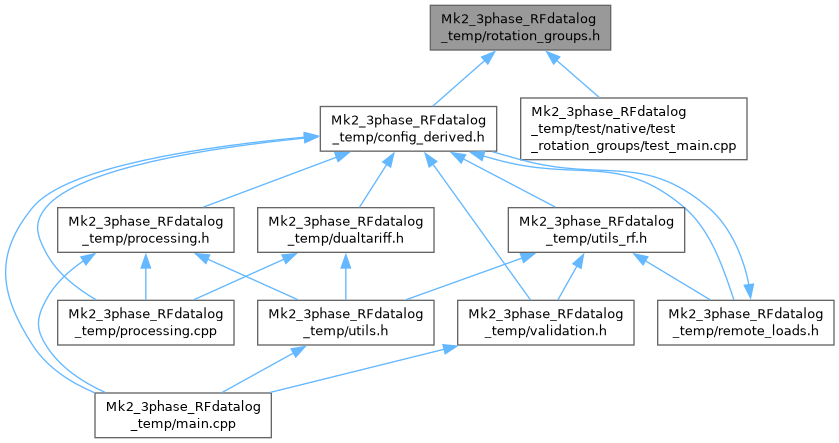 Mk2_3phase_RFdatalog
_temp/rotation_groups.h
Mk2_3phase_RFdatalog
_temp/config_derived.h
Mk2_3phase_RFdatalog
_temp/test/native/test
_rotation_groups/test_main.cpp
Mk2_3phase_RFdatalog
_temp/processing.h
Mk2_3phase_RFdatalog
_temp/dualtariff.h
Mk2_3phase_RFdatalog
_temp/utils_rf.h
Mk2_3phase_RFdatalog
_temp/processing.cpp
Mk2_3phase_RFdatalog
_temp/utils.h
Mk2_3phase_RFdatalog
_temp/validation.h
Mk2_3phase_RFdatalog
_temp/remote_loads.h
Mk2_3phase_RFdatalog
_temp/main.cpp